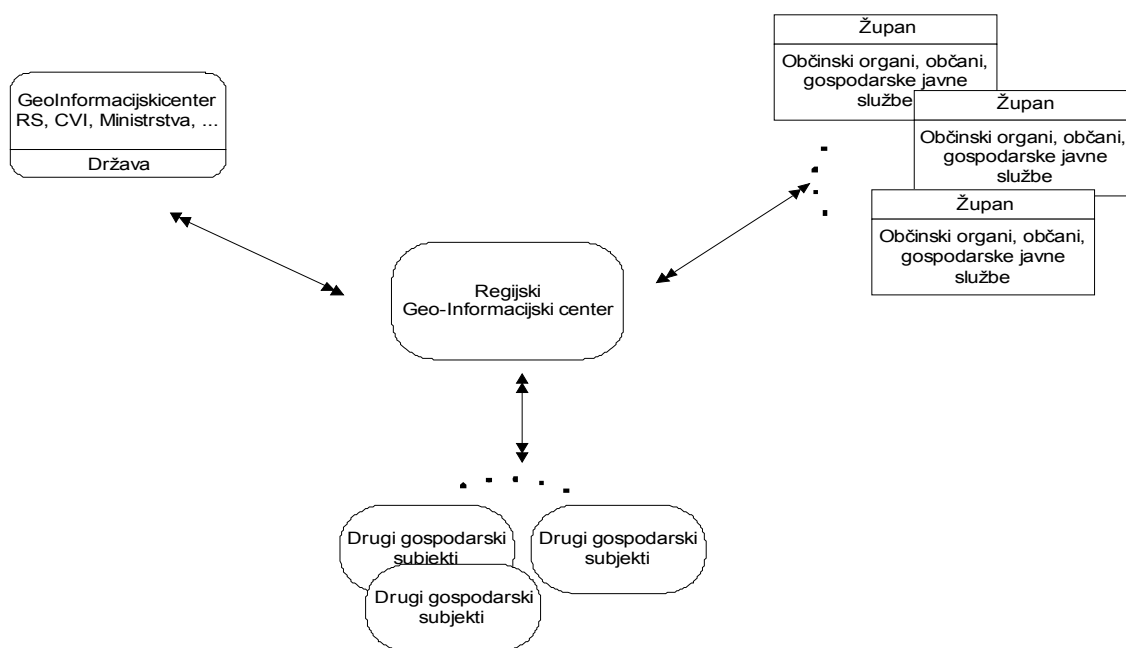 GeoInformacijskicenter
RS, CVI, Ministrstva, ...
Država
Župan
Občinski organi, občani,
gospodarske javne
službe
Župan
Občinski organi, občani,
gospodarske javne
službe
Župan
Občinski organi, občani,
gospodarske javne
službe
Regijski
Geo-Informacijski center
Drugi gospodarski
subjekti
Drugi gospodarski
subjekti
Drugi gospodarski
subjekti